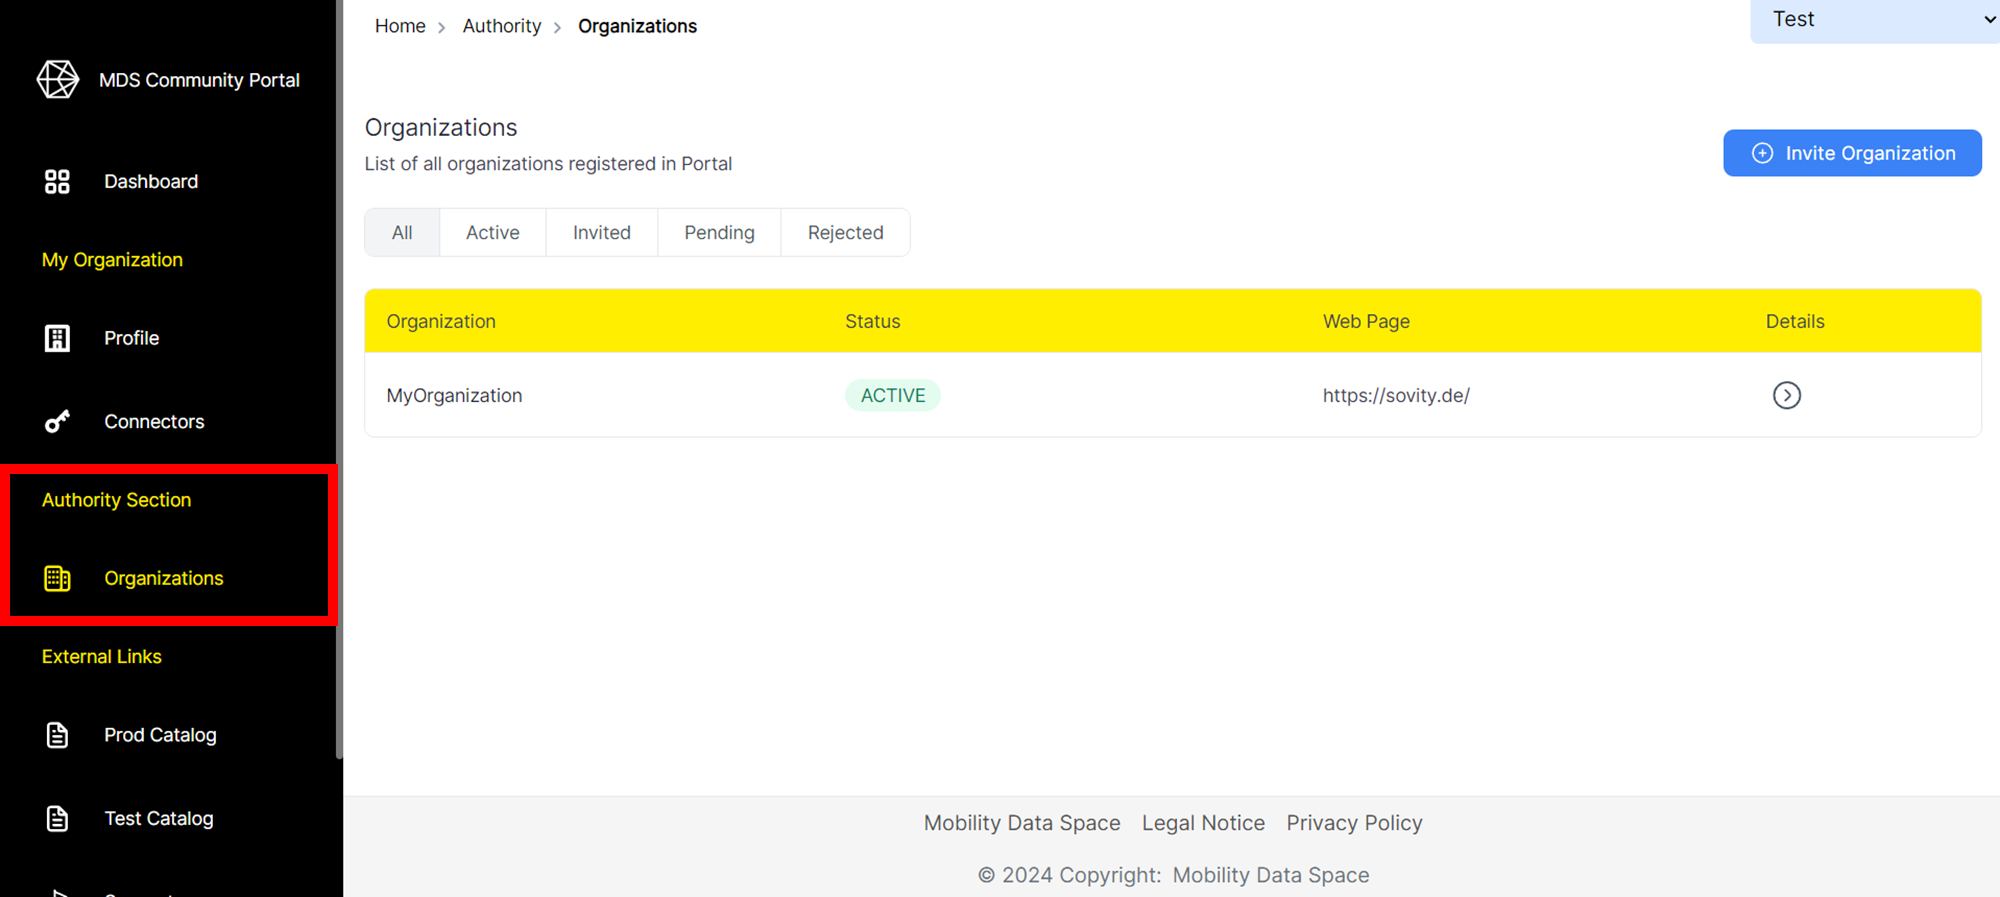 MDS Community Portal
Dashboard
My Organization
Profile
Connectors
Authority Section
Organizations
External Links
Prod Catalog
Test Catalog
Home > Authority > Organizations
Test
Organizations
List of all organizations registered in Portal
Invite Organization
All Active Invited Pending Rejected
Organization Status Web Page Details
MyOrganization ACTIVE https://sovity.de/
Mobility Data Space Legal Notice Privacy Policy
© 2024 Copyright: Mobility Data Space